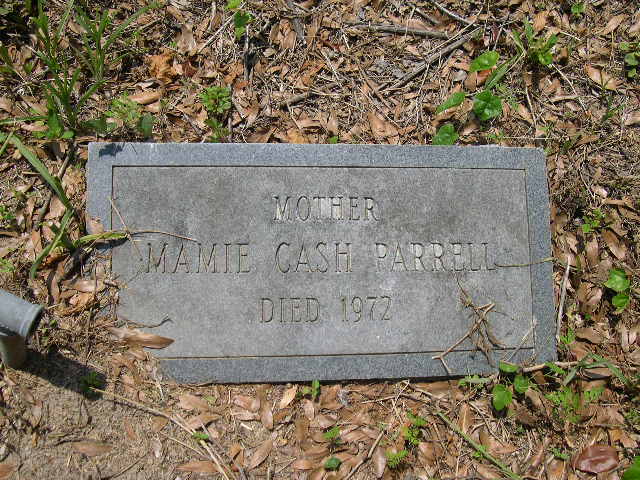 MOTHER
MAMIE CASH PARRELL
DIED 1972